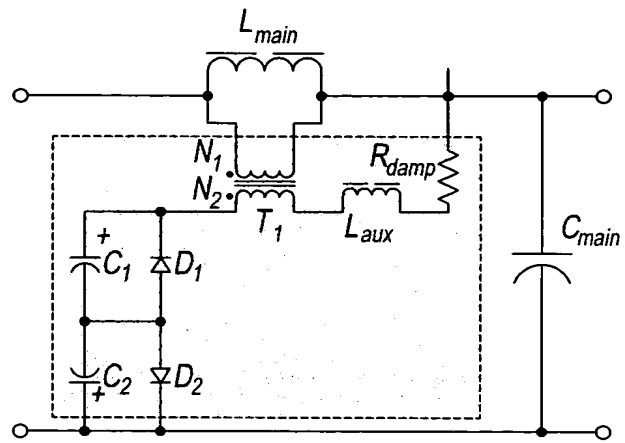 L_main
N_1
N_2
T_1
L_aux
R_damp
C_main
+
C_1
D_1
C_2
+
D_2